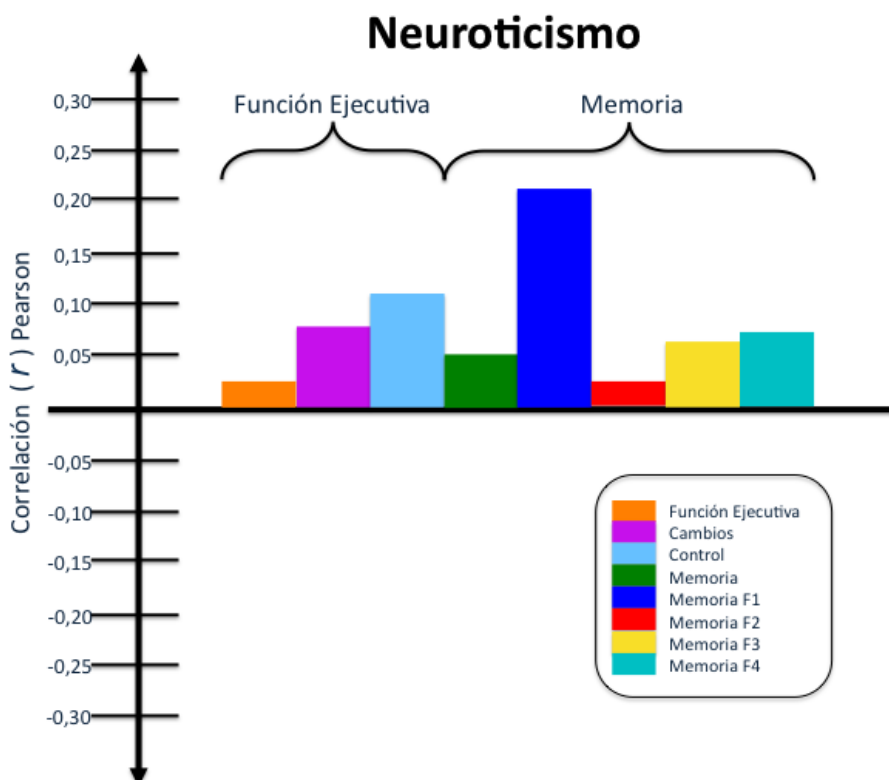 Neuroticismo
Función Ejecutiva
Memoria
0,30
0,25
0,20
0,15
0,10
0,05
-0,05
-0,10
-0,15
-0,20
-0,25
-0,30
Correlación ( r ) Pearson
Función Ejecutiva
Cambios
Control
Memoria
Memoria F1
Memoria F2
Memoria F3
Memoria F4